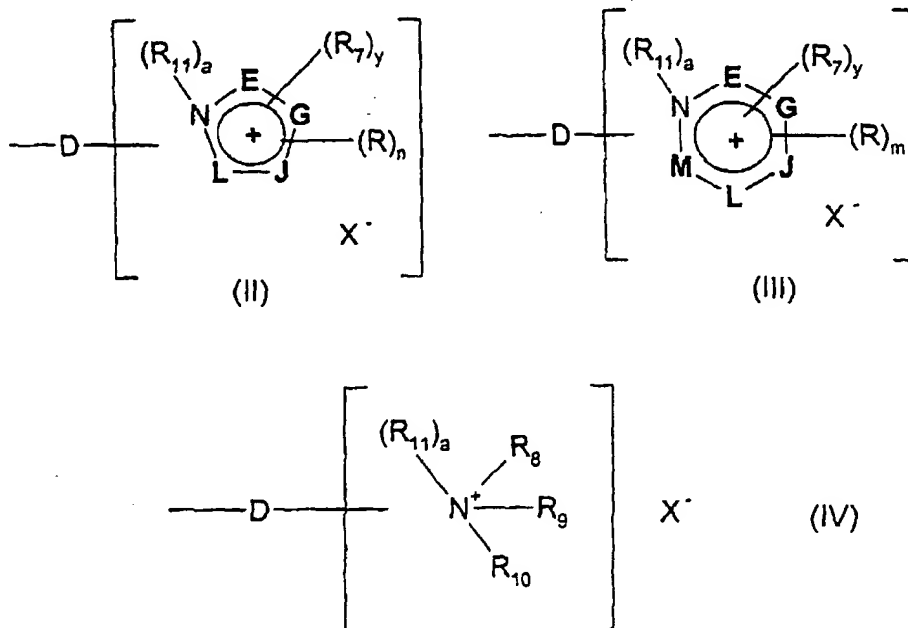 (R₁₁)ₐ E (R₇)ᵧ
N G
D + (R)ₙ
L J
X⁻
(II)
(R₁₁)ₐ E (R₇)ᵧ
N G
D + (R)ₘ
M J
L
X⁻
(III)
(R₁₁)ₐ R₈
D N⁺ R₉ X⁻ (IV)
R₁₀